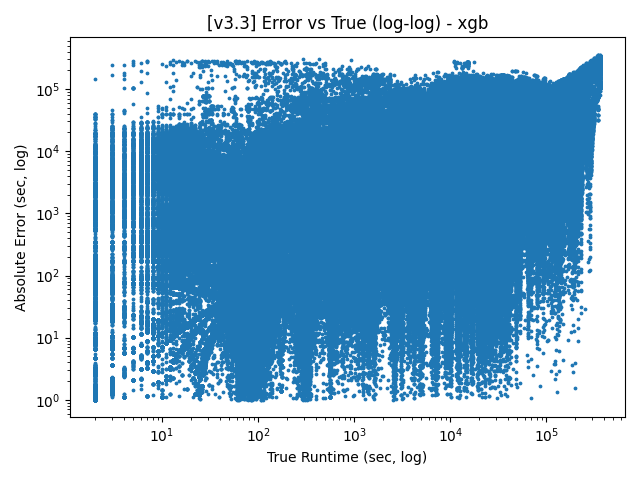 [v3.3] Error vs True (log-log) - xgb
Absolute Error (sec, log)
10⁵
10⁴
10³
10²
10¹
10⁰
10¹ 10² 10³ 10⁴ 10⁵
True Runtime (sec, log)